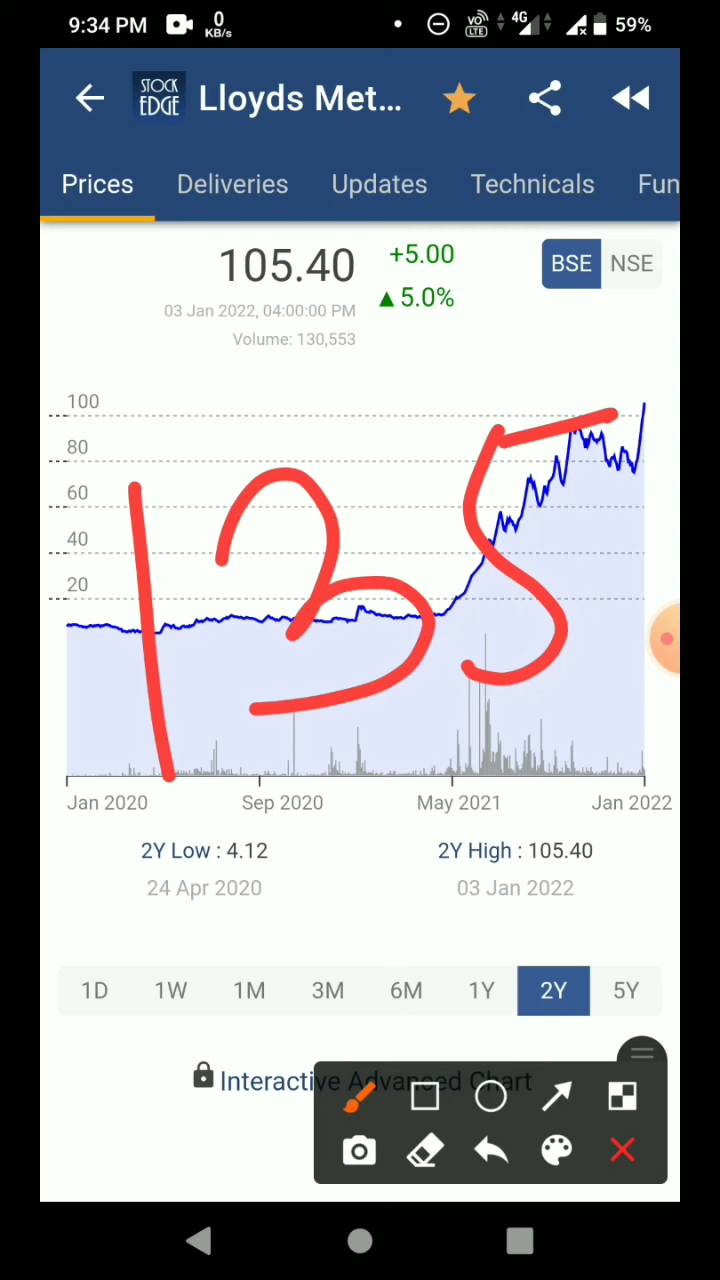 9:34 PM 0 KB/s VO LTE 4G 59%
STOCK EDGE Lloyds Met...
Prices Deliveries Updates Technicals Fun
105.40 +5.00 BSE NSE
▲ 5.0%
03 Jan 2022, 04:00:00 PM
Volume: 130,553
100
80
60
40
20
135
Jan 2020 Sep 2020 May 2021 Jan 2022
2Y Low : 4.12 2Y High : 105.40
24 Apr 2020 03 Jan 2022
1D 1W 1M 3M 6M 1Y 2Y 5Y
Interactive Advanced Chart